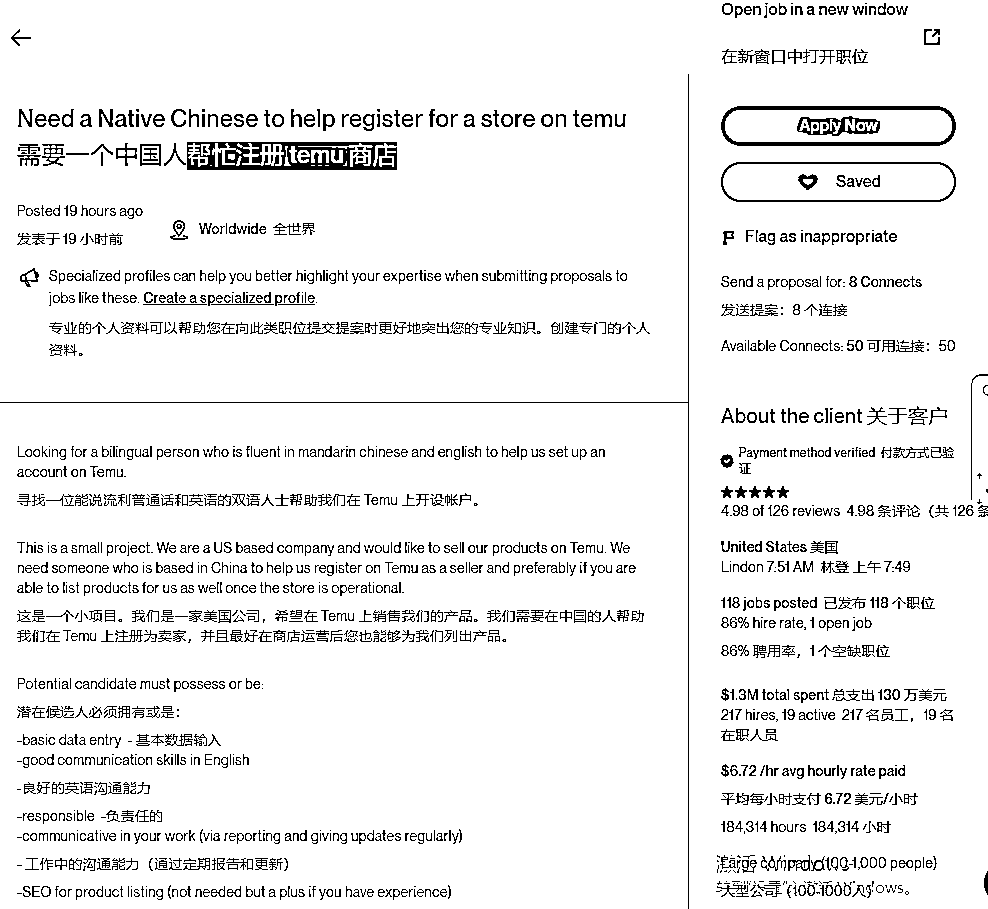 Open job in a new window
在新窗口中打开职位
Need a Native Chinese to help register for a store on temu
需要一个中国人帮忙注册temu商店
Posted 19 hours ago
发表于 19 小时前
Worldwide 全世界
Specialized profiles can help you better highlight your expertise when submitting proposals to
jobs like these. Create a specialized profile.
专业的个人资料可以帮助您在向此类职位提交提案时更好地突出您的专业知识。创建专门的个人
资料。
Looking for a bilingual person who is fluent in mandarin chinese and english to help us set up an
account on Temu.
寻找一位能说流利普通话和英语的双语人士帮助我们在 Temu 上开设帐户。
This is a small project. We are a US based company and would like to sell our products on Temu. We
need someone who is based in China to help us register on Temu as a seller and preferably if you are
able to list products for us as well once the store is operational.
这是一个小项目。我们是一家美国公司，希望在 Temu 上销售我们的产品。我们需要在中国的人帮助
我们在 Temu 上注册为卖家，并且最好在商店运营后您也能够为我们列出产品。
Potential candidate must possess or be:
潜在候选人必须拥有或是：
-basic data entry -基本数据输入
-good communication skills in English
-良好的英语沟通能力
-responsible -负责任的
-communicative in your work (via reporting and giving updates regularly)
- 工作中的沟通能力（通过定期报告和更新）
-SEO for product listing (not needed but a plus if you have experience)
Apply Now
Saved
Flag as inappropriate
Send a proposal for: 8 Connects
发送提案：8 个连接
Available Connects: 50 可用连接：50
About the client 关于客户
Payment method verified 付款方式已验
证
4.98 of 126 reviews 4.98 条评论（共 126 条
United States 美国
Lindon 7:51 AM 林登 上午 7:49
118 jobs posted 已发布 118 个职位
86% hire rate, 1 open job
86% 聘用率，1 个空缺职位
$1.3M total spent 总支出 130 万美元
217 hires, 19 active 217 名员工，19 名
在职人员
$6.72 /hr avg hourly rate paid
平均每小时支付 6.72 美元/小时
184,314 hours 184,314 小时
Large company (100-1,000 people)
大型公司（100-1000人）
激活 Windows